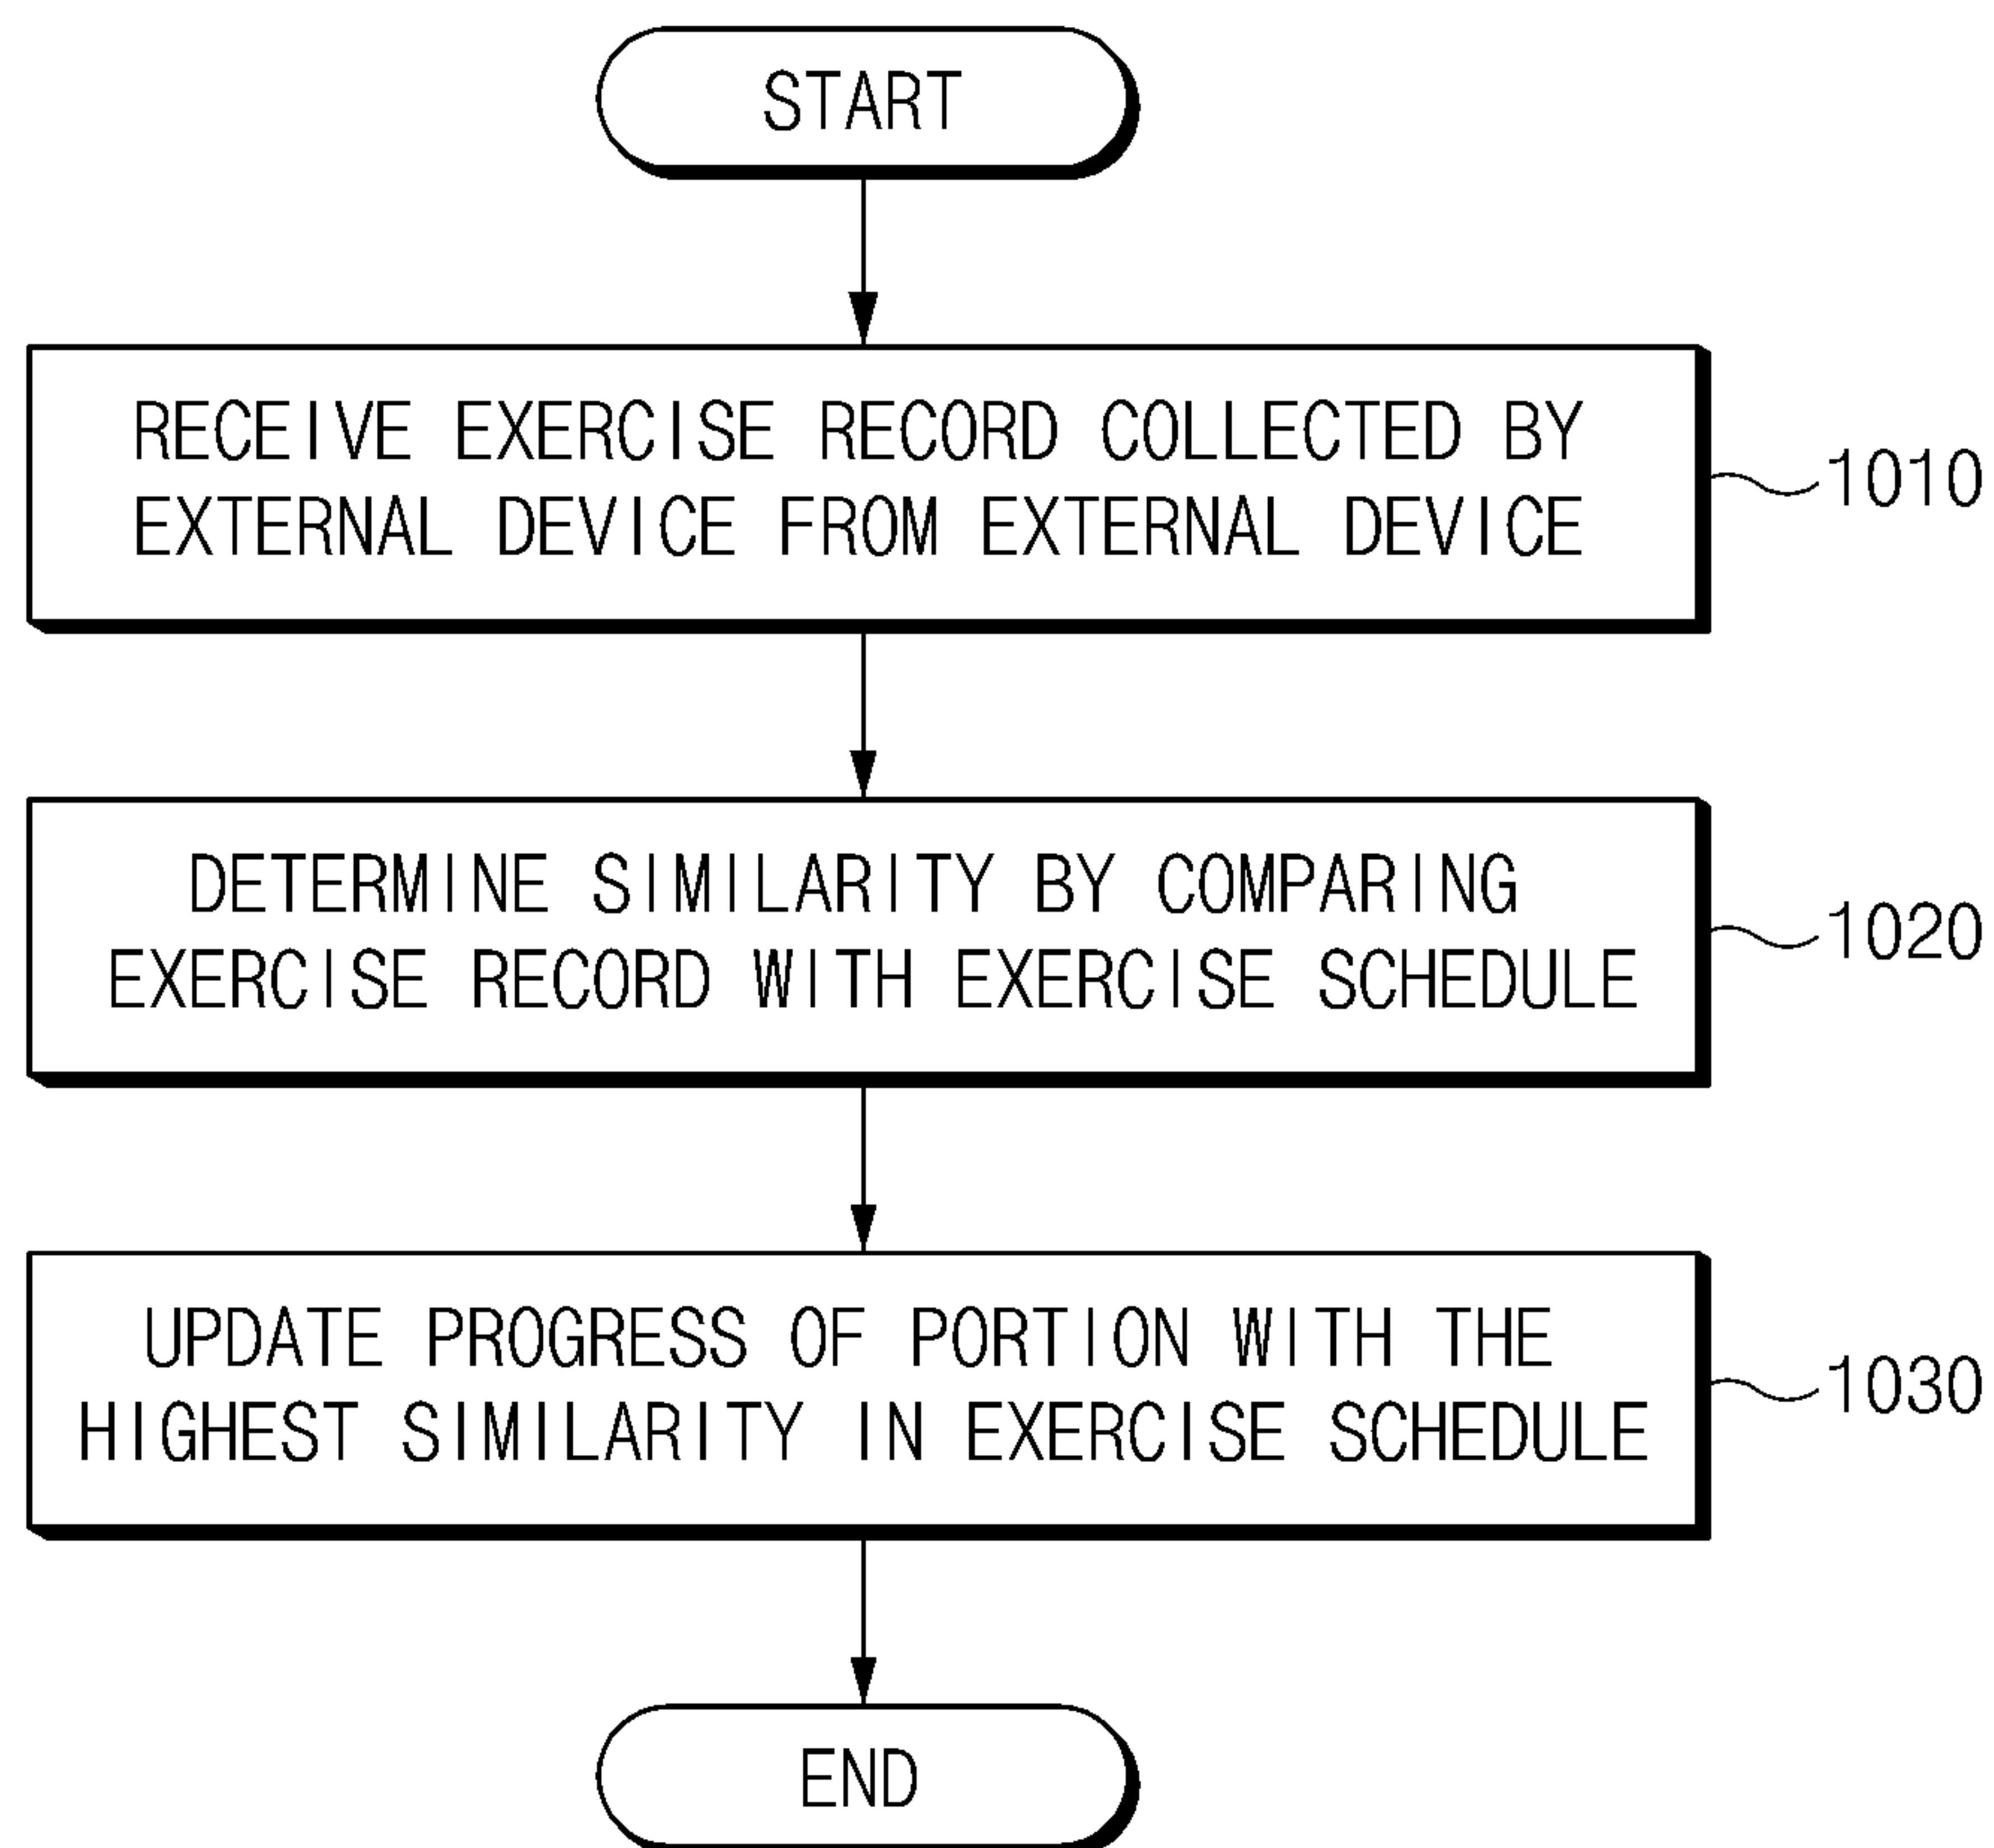 START
RECEIVE EXERCISE RECORD COLLECTED BY
EXTERNAL DEVICE FROM EXTERNAL DEVICE
1010
DETERMINE SIMILARITY BY COMPARING
EXERCISE RECORD WITH EXERCISE SCHEDULE
1020
UPDATE PROGRESS OF PORTION WITH THE
HIGHEST SIMILARITY IN EXERCISE SCHEDULE
1030
END